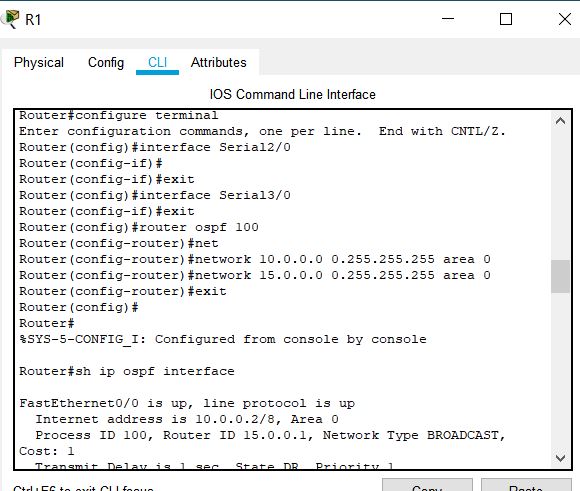 R1
Physical Config CLI Attributes
IOS Command Line Interface
Router#configure terminal
Enter configuration commands, one per line.  End with CNTL/Z.
Router(config)#interface Serial2/0
Router(config-if)#
Router(config-if)#exit
Router(config)#interface Serial3/0
Router(config-if)#exit
Router(config)#router ospf 100
Router(config-router)#net
Router(config-router)#network 10.0.0.0 0.255.255.255 area 0
Router(config-router)#network 15.0.0.0 0.255.255.255 area 0
Router(config-router)#exit
Router(config)#
Router#
%SYS-5-CONFIG_I: Configured from console by console
Router#sh ip ospf interface
FastEthernet0/0 is up, line protocol is up
Internet address is 10.0.0.2/8, Area 0
Process ID 100, Router ID 15.0.0.1, Network Type BROADCAST,
Cost: 1
Transmit Delay is 1 sec, State DR, Priority 1
Ctrl+F6 to exit CLI focus
Copy Paste